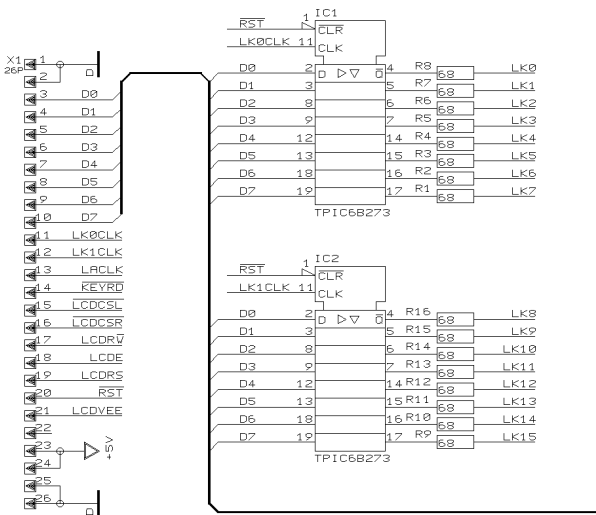 X1
26P
1
2
3 D0
4 D1
5 D2
6 D3
7 D4
8 D5
9 D6
10 D7
11 LK0CLK
12 LK1CLK
13 LACLK
14 KEYRD
15 LCDCSL
16 LCDCSR
17 LCDRW
18 LCDE
19 LCDRS
20 RST
21 LCDVEE
22
23
24
25
26
D
+5V
D
IC1
RST 1 CLR
LK0CLK 11 CLK
D0 2 D Q 4 R8 68 LK0
D1 3 5 R7 68 LK1
D2 8 6 R6 68 LK2
D3 9 7 R5 68 LK3
D4 12 14 R4 68 LK4
D5 13 15 R3 68 LK5
D6 18 16 R2 68 LK6
D7 19 17 R1 68 LK7
TPIC6B273
IC2
RST 1 CLR
LK1CLK 11 CLK
D0 2 D Q 4 R16 68 LK8
D1 3 5 R15 68 LK9
D2 8 6 R14 68 LK10
D3 9 7 R13 68 LK11
D4 12 14 R12 68 LK12
D5 13 15 R11 68 LK13
D6 18 16 R10 68 LK14
D7 19 17 R9 68 LK15
TPIC6B273